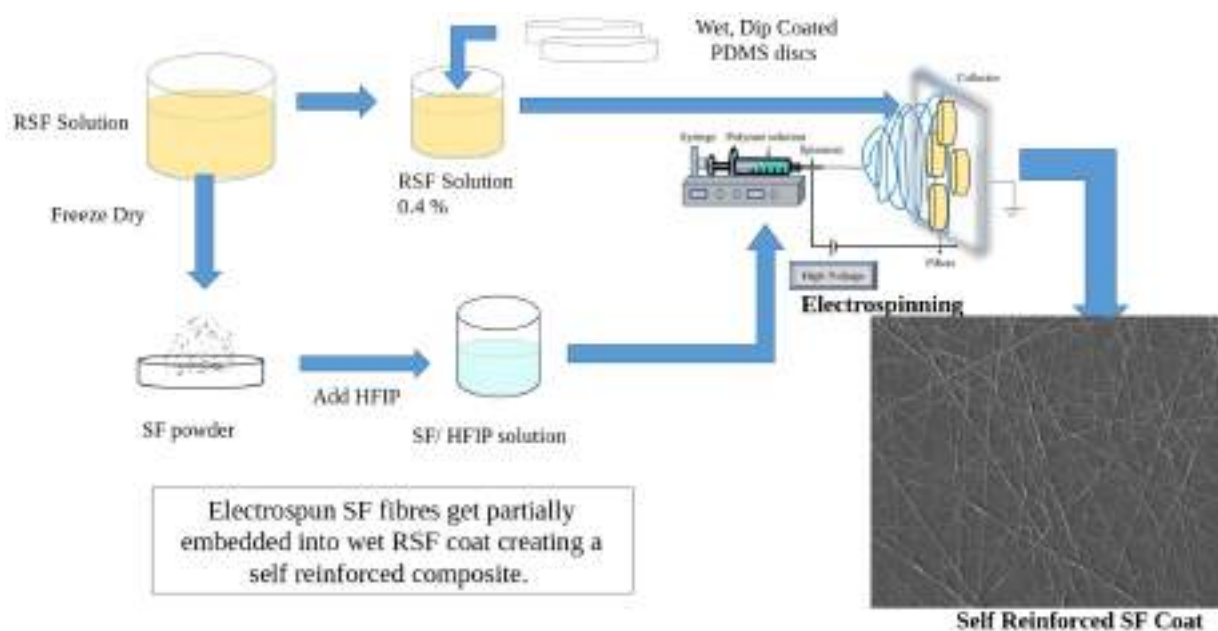 Wet, Dip Coated
PDMS discs
RSF Solution
RSF Solution
0.4 %
Collector
Syringe
Polymer solution
Spinneret
Fibers
High Voltage
Electrospinning
Freeze Dry
SF powder
Add HFIP
SF/ HFIP solution
Electrospun SF fibres get partially
embedded into wet RSF coat creating a
self reinforced composite.
Self Reinforced SF Coat